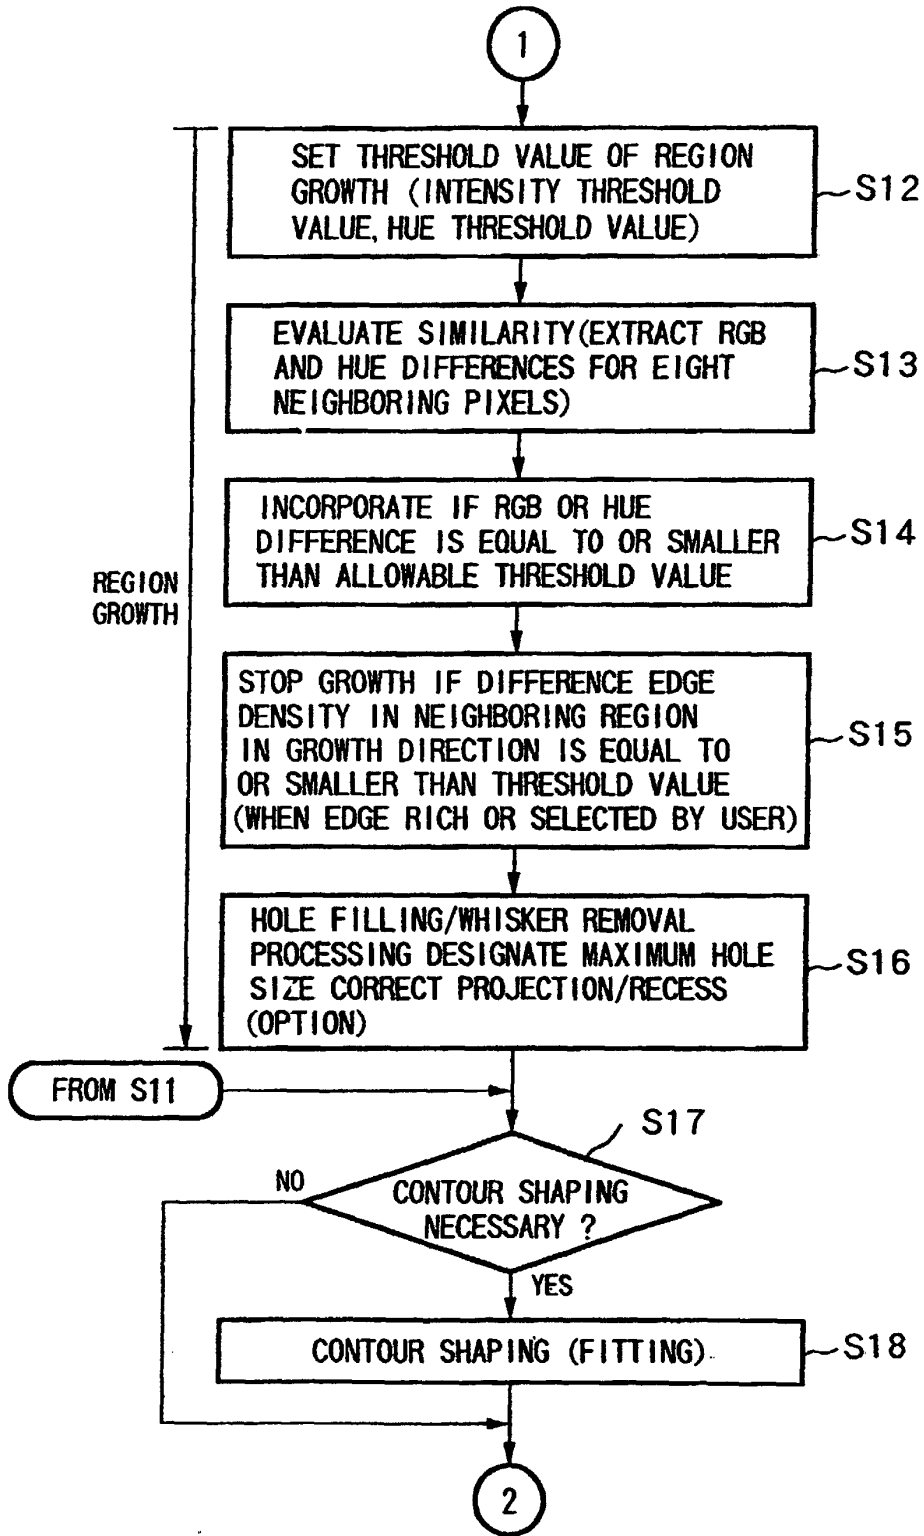 1
SET THRESHOLD VALUE OF REGION
GROWTH (INTENSITY THRESHOLD
VALUE, HUE THRESHOLD VALUE)
S12
EVALUATE SIMILARITY(EXTRACT RGB
AND HUE DIFFERENCES FOR EIGHT
NEIGHBORING PIXELS)
S13
INCORPORATE IF RGB OR HUE
DIFFERENCE IS EQUAL TO OR SMALLER
THAN ALLOWABLE THRESHOLD VALUE
S14
REGION
GROWTH
STOP GROWTH IF DIFFERENCE EDGE
DENSITY IN NEIGHBORING REGION
IN GROWTH DIRECTION IS EQUAL TO
OR SMALLER THAN THRESHOLD VALUE
(WHEN EDGE RICH OR SELECTED BY USER)
S15
HOLE FILLING/WHISKER REMOVAL
PROCESSING DESIGNATE MAXIMUM HOLE
SIZE CORRECT PROJECTION/RECESS
(OPTION)
S16
FROM S11
S17
NO
CONTOUR SHAPING
NECESSARY ?
YES
CONTOUR SHAPING (FITTING)
S18
2